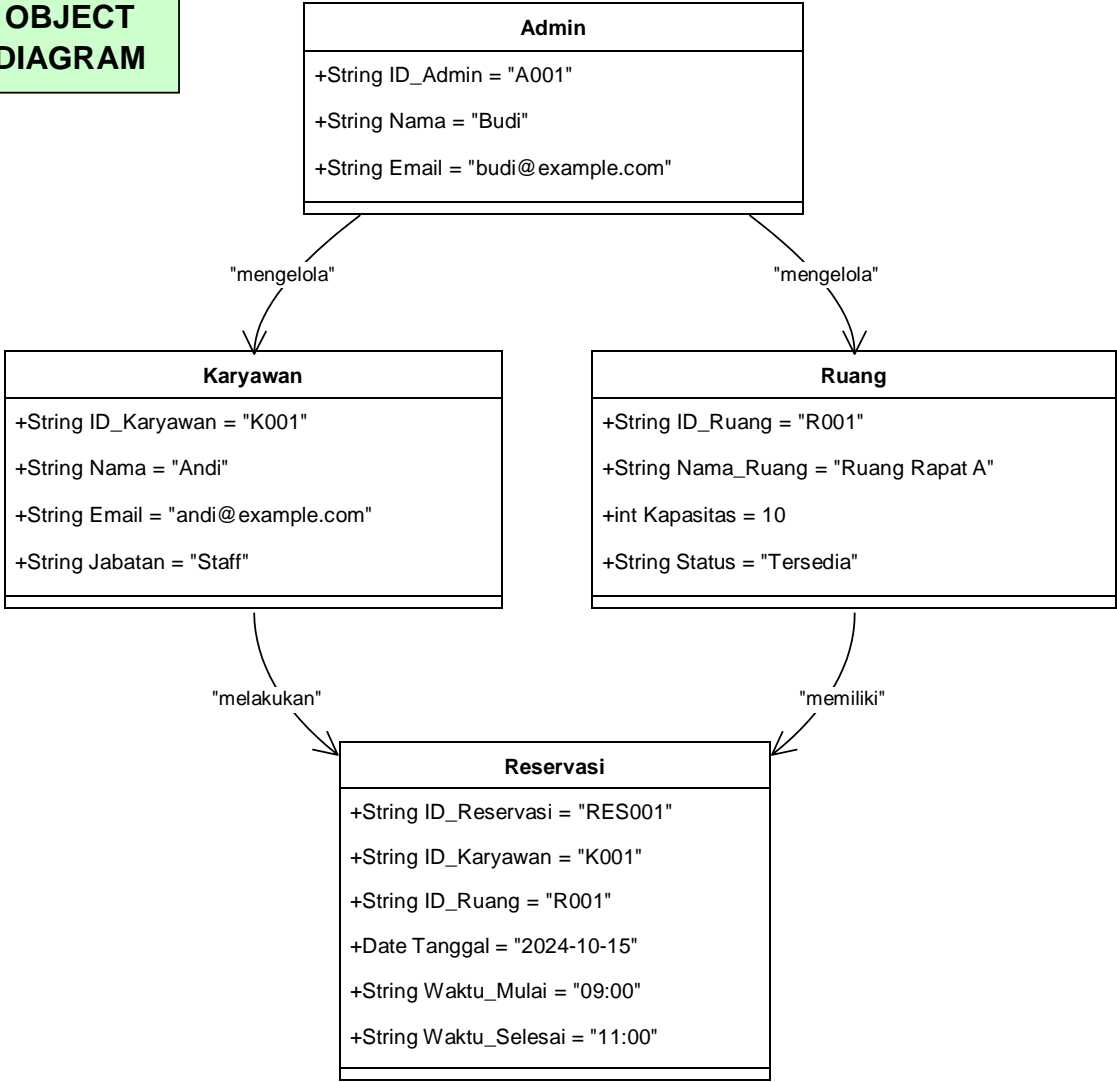 OBJECT
DIAGRAM
Admin
+String ID_Admin = "A001"
+String Nama = "Budi"
+String Email = "budi@example.com"
"mengelola"
"mengelola"
Karyawan
+String ID_Karyawan = "K001"
+String Nama = "Andi"
+String Email = "andi@example.com"
+String Jabatan = "Staff"
Ruang
+String ID_Ruang = "R001"
+String Nama_Ruang = "Ruang Rapat A"
+int Kapasitas = 10
+String Status = "Tersedia"
"melakukan"
"memiliki"
Reservasi
+String ID_Reservasi = "RES001"
+String ID_Karyawan = "K001"
+String ID_Ruang = "R001"
+Date Tanggal = "2024-10-15"
+String Waktu_Mulai = "09:00"
+String Waktu_Selesai = "11:00"